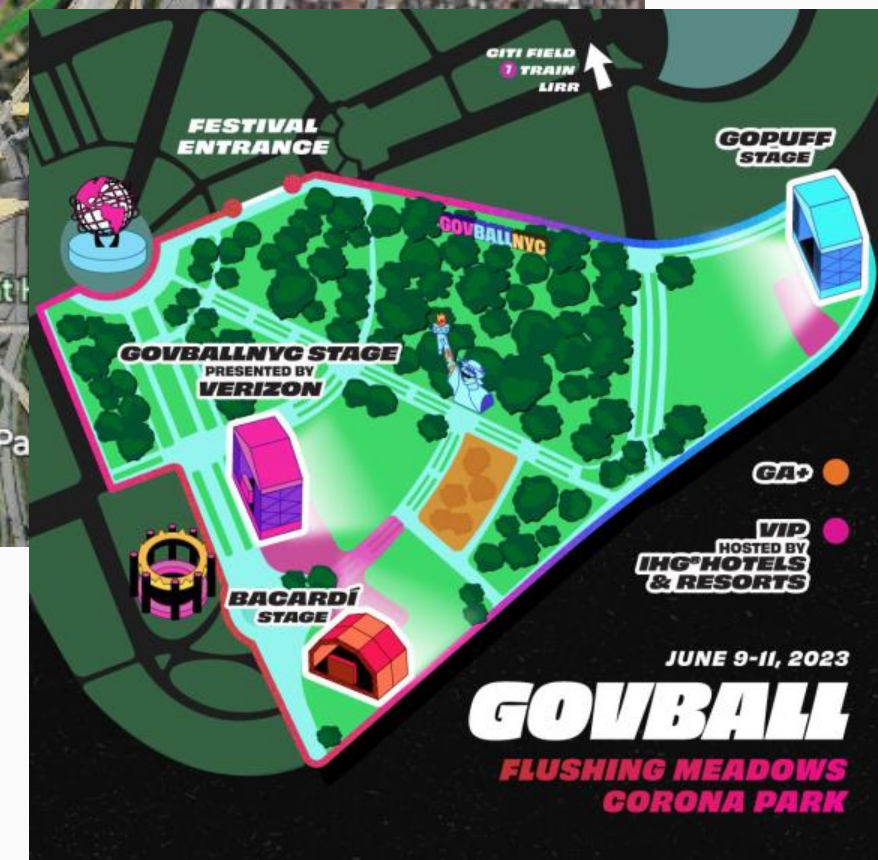 CITI FIELD
7 TRAIN
LIRR
FESTIVAL
ENTRANCE
GOPUFF
STAGE
GOVBALLNYC
GOVBALLNYC STAGE
PRESENTED BY
VERIZON
GA+
VIP
HOSTED BY
IHG® HOTELS
& RESORTS
BACARDÍ
STAGE
JUNE 9-11, 2023
GOVBALL
FLUSHING MEADOWS
CORONA PARK